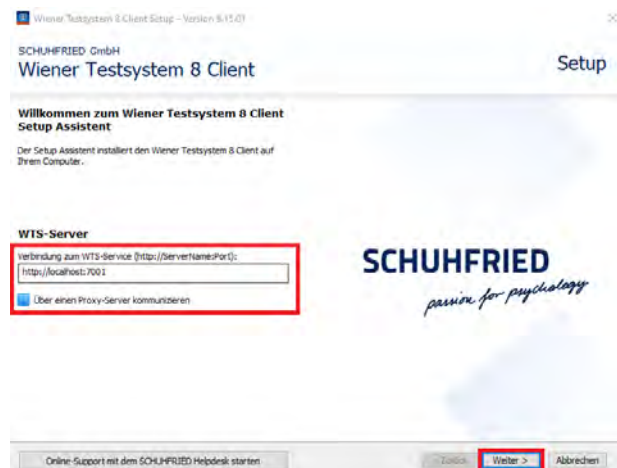 Wiener Testsystem 8 Client Setup - Version 8.15.01
SCHUHFRIED GmbH
Wiener Testsystem 8 Client
Setup
Willkommen zum Wiener Testsystem 8 Client
Setup Assistent
Der Setup Assistent installiert den Wiener Testsystem 8 Client auf
Ihrem Computer.
WTS-Server
Verbindung zum WTS-Service (http://ServerName:Port):
http://localhost:7001
Über einen Proxy-Server kommunizieren
SCHUHFRIED
passion for psychology
Online-Support mit dem SCHUHFRIED Helpdesk starten
Zurück
Weiter >
Abbrechen